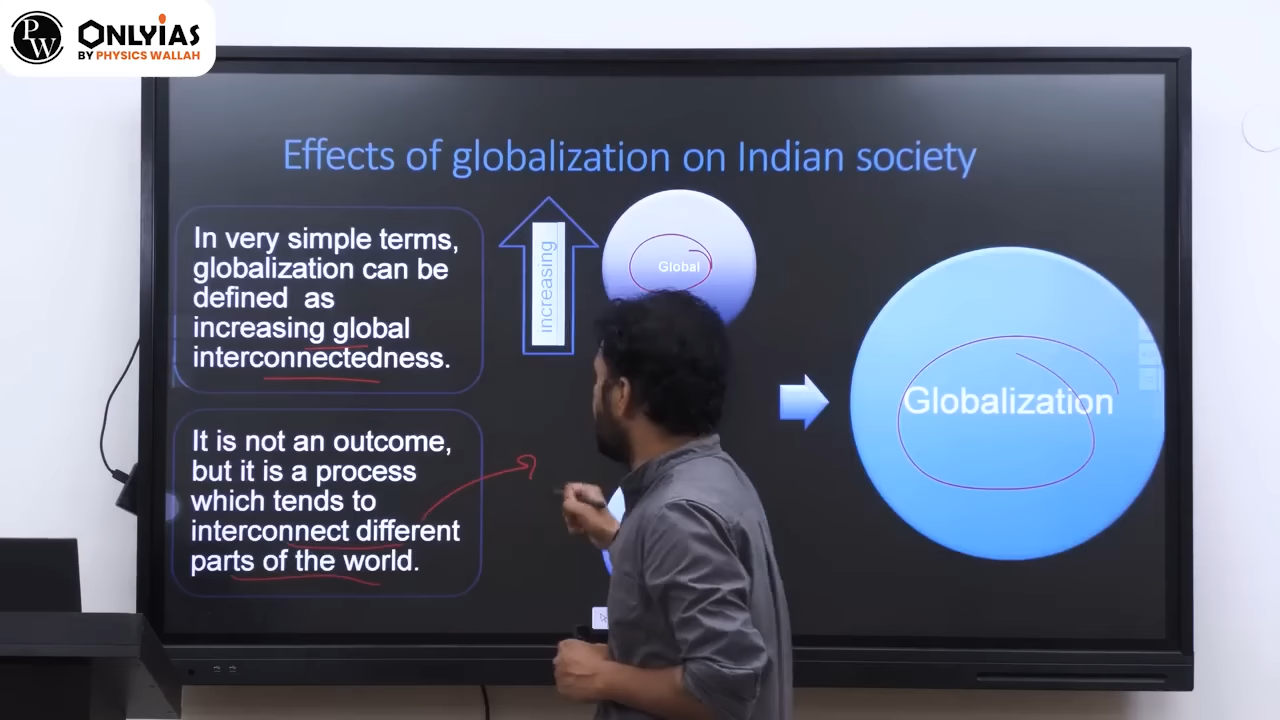 PW
ONLYIAS
BY PHYSICS WALLAH
Effects of globalization on Indian society
In very simple terms,
globalization can be
defined as
increasing global
interconnectedness.
increasing
Global
Globalization
It is not an outcome,
but it is a process
which tends to
interconnect different
parts of the world.